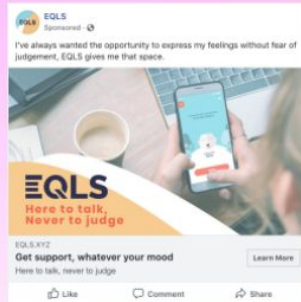 EQLS
EQLS
Sponsored ·
I've always wanted the opportunity to express my feelings without fear of
judgement, EQLS gives me that space.
EQLS
Here to talk,
Never to judge
EQLS.XYZ
Get support, whatever your mood
Learn More
Here to talk, never to judge
Like
Comment
Share